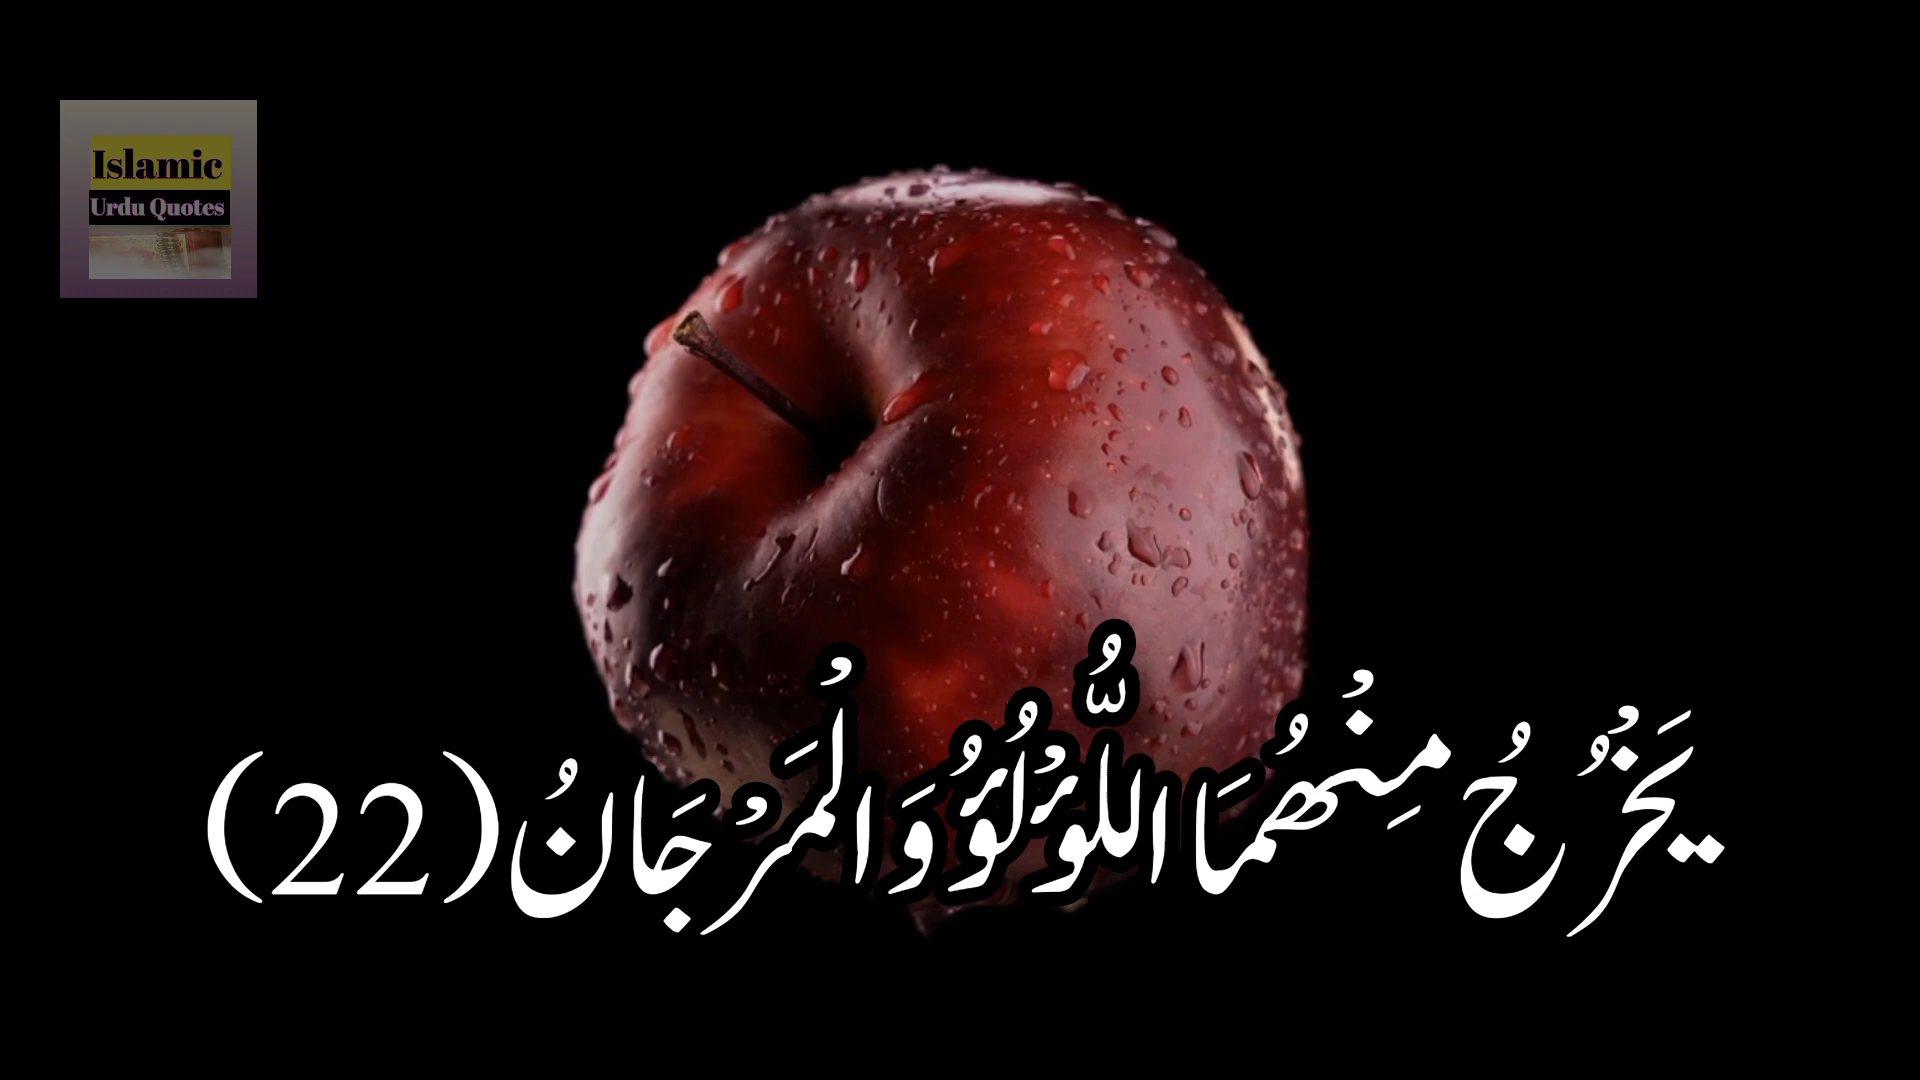 Islamic
Urdu Quotes
يَخْرُجُ مِنْهُمَا اللُّؤْلُؤُ وَالْمَرْجَانُ(22)